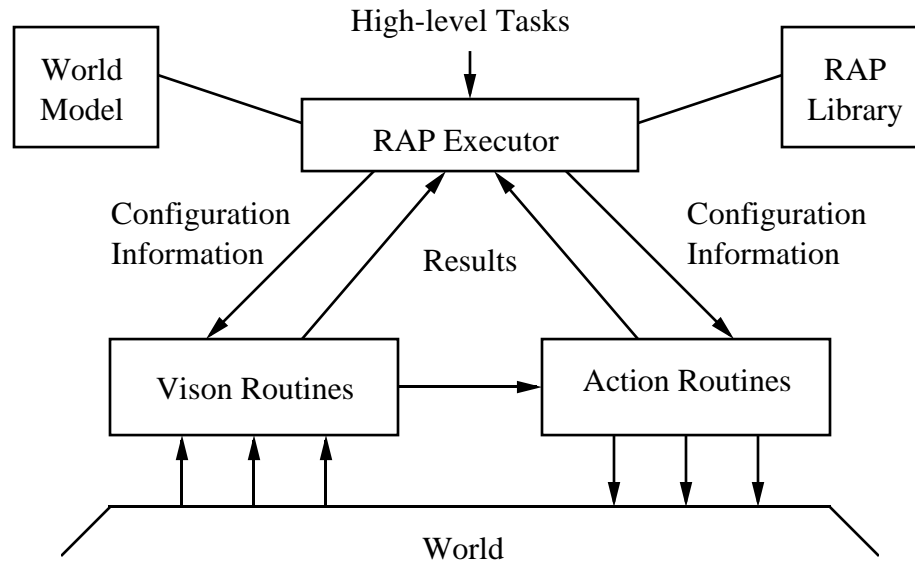 High-level Tasks
World
Model
RAP
Library
RAP Executor
Configuration
Information
Results
Configuration
Information
Vison Routines
Action Routines
World